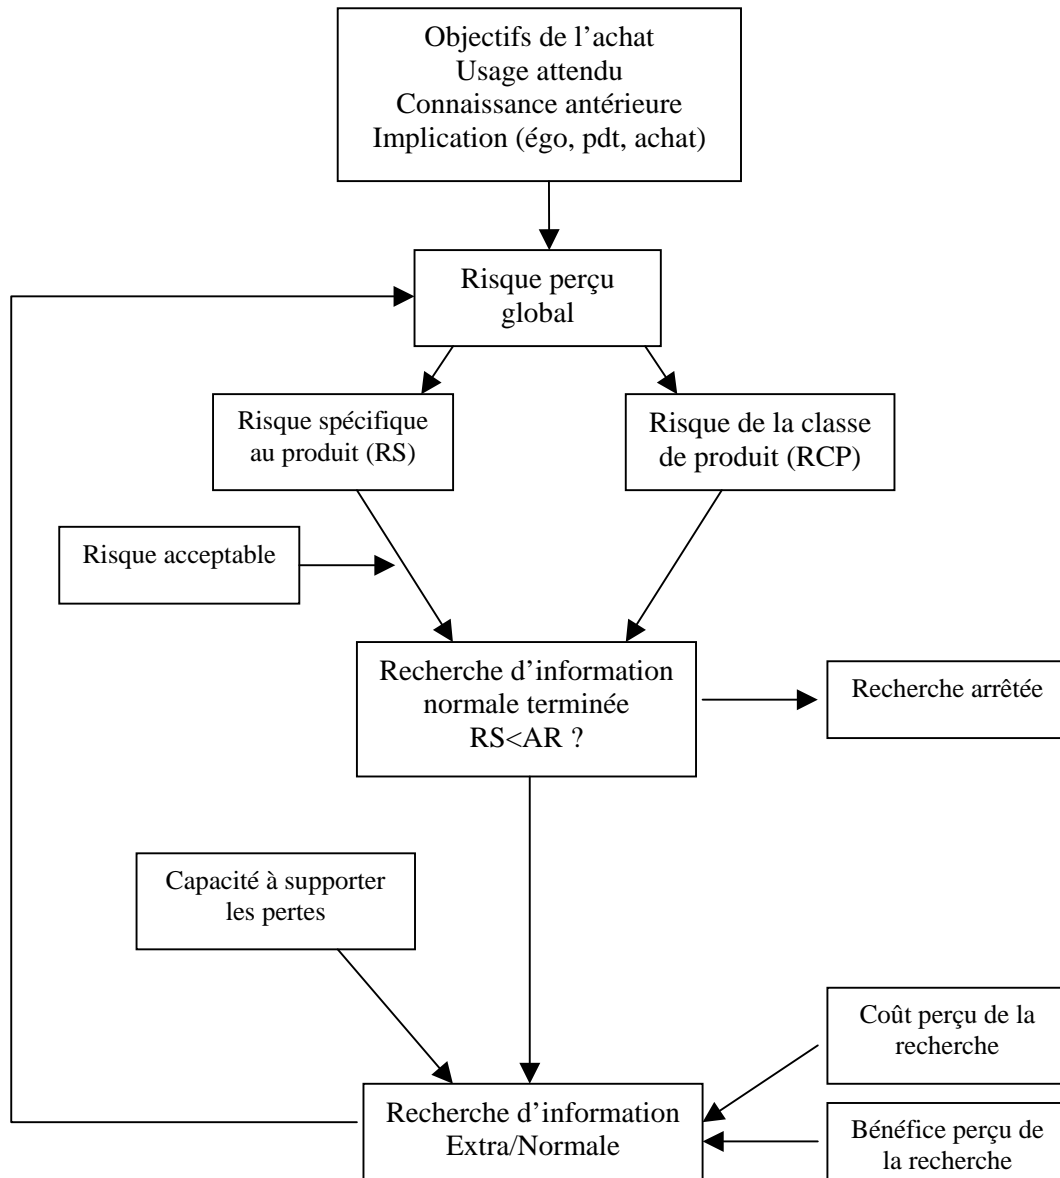 Objectifs de l’achat
Usage attendu
Connaissance antérieure
Implication (égo, pdt, achat)
Risque perçu
global
Risque spécifique
au produit (RS)
Risque de la classe
de produit (RCP)
Risque acceptable
Recherche d’information
normale terminée
RS<AR ?
Recherche arrêtée
Capacité à supporter
les pertes
Coût perçu de la
recherche
Recherche d’information
Extra/Normale
Bénéfice perçu de
la recherche